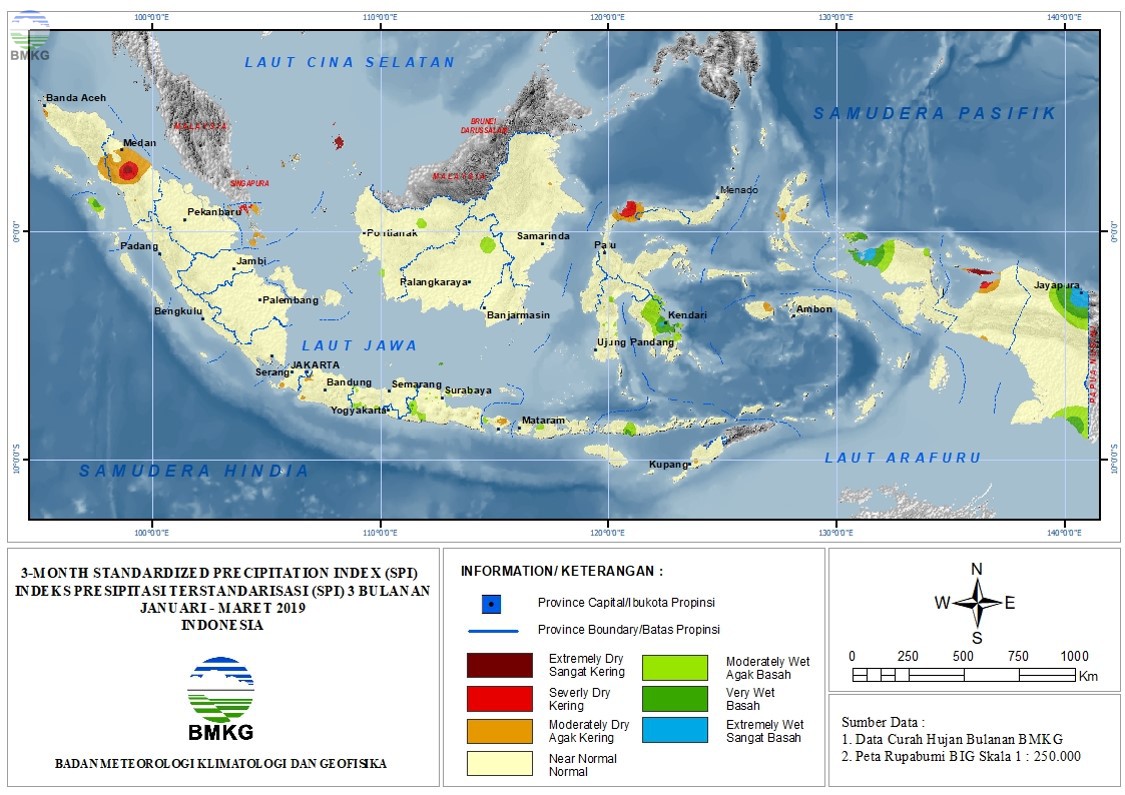 BMKG
100°0'0"E
110°0'0"E
120°0'0"E
130°0'0"E
140°0'0"E
LAUT CINA SELATAN
SAMUDERA PASIFIK
Banda Aceh
MALAYSIA
BRUNEI
DARUSSALAM
Medan
MALAYSIA
SINGAPURA
Menado
Pekanbaru
0°0'0"
Pontianak
Samarinda
0°0'0"
Padang
Palu
Jambi
Palangkaraya
Jayapura
Palembang
Bengkulu
Banjarmasin
Kendari
Ambon
LAUT JAWA
Ujung Pandang
PAPUA NUGINI
JAKARTA
Serang
Bandung
Semarang
Surabaya
Yogyakarta
Mataram
SAMUDERA HINDIA
LAUT ARAFURU
Kupang
10°0'0"S
10°0'0"S
100°0'0"E
110°0'0"E
120°0'0"E
130°0'0"E
140°0'0"E
3-MONTH STANDARDIZED PRECIPITATION INDEX (SPI)
INDEKS PRESIPITASI TERSTANDARISASI (SPI) 3 BULANAN
JANUARI - MARET 2019
INDONESIA
BMKG
BADAN METEOROLOGI KLIMATOLOGI DAN GEOFISIKA
INFORMATION/ KETERANGAN :
Province Capital/Ibukota Propinsi
Province Boundary/Batas Propinsi
Extremely Dry
Sangat Kering
Severly Dry
Kering
Moderately Dry
Agak Kering
Near Normal
Normal
Moderately Wet
Agak Basah
Very Wet
Basah
Extremely Wet
Sangat Basah
N
W E
S
0 250 500 750 1000
Km
Sumber Data :
1. Data Curah Hujan Bulanan BMKG
2. Peta Rupabumi BIG Skala 1 : 250.000